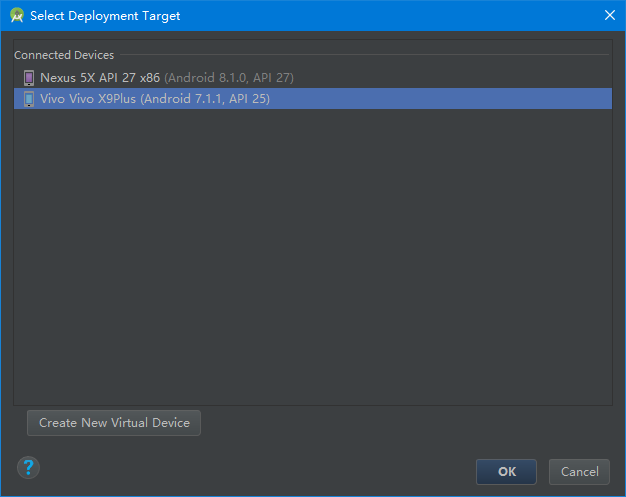 Select Deployment Target
Connected Devices
Nexus 5X API 27 x86 (Android 8.1.0, API 27)
Vivo Vivo X9Plus (Android 7.1.1, API 25)
Create New Virtual Device
?
OK
Cancel